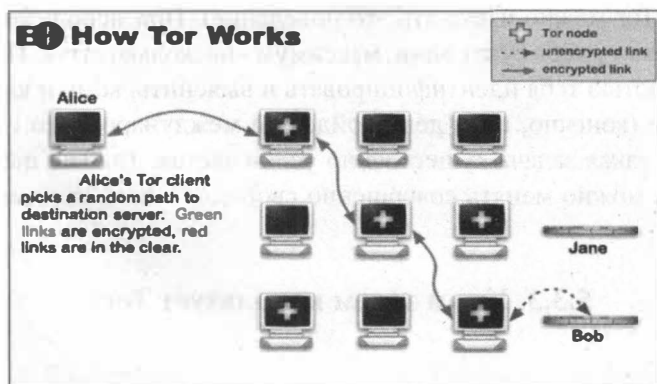 How Tor Works
Tor node
unencrypted link
encrypted link
Alice
Alice's Tor client
picks a random path to
destination server. Green
links are encrypted, red
links are in the clear.
Jane
Bob